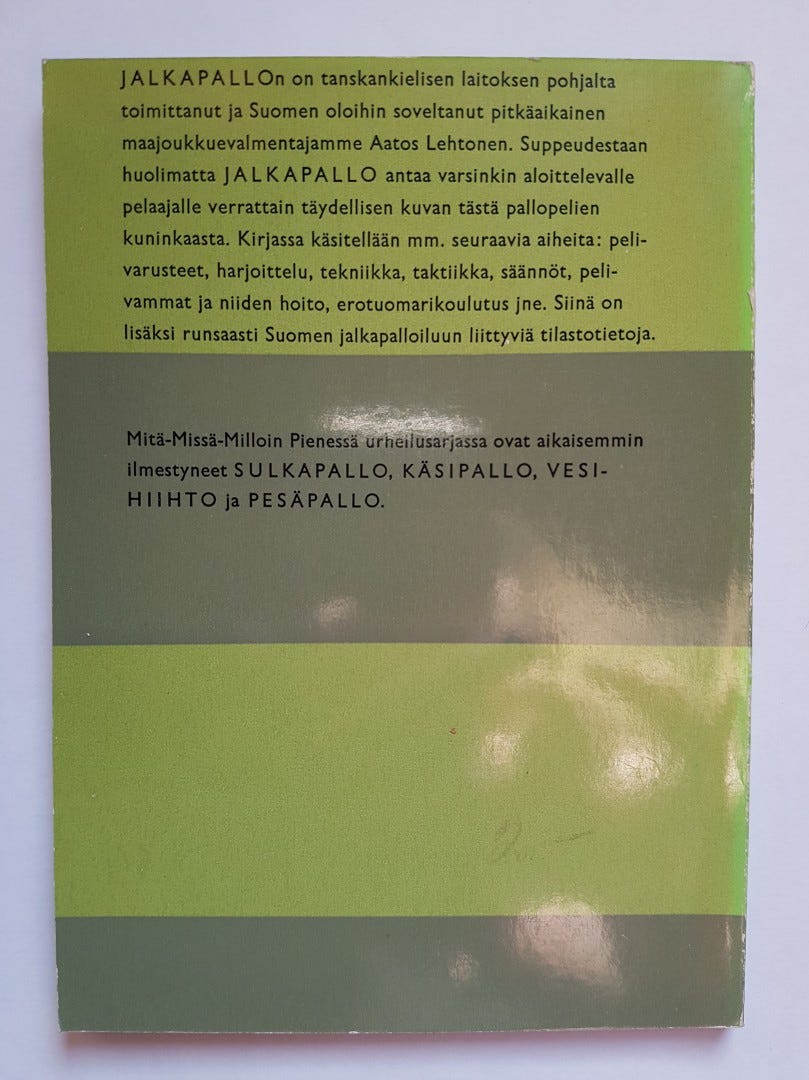 JALKAPALLOn on tanskankielisen laitoksen pohjalta
toimittanut ja Suomen oloihin soveltanut pitkäaikainen
maajoukkuevalmentajamme Aatos Lehtonen. Suppeudestaan
huolimatta JALKAPALLO antaa varsinkin aloittelevalle
pelaajalle verrattain täydellisen kuvan tästä pallopelien
kuninkaasta. Kirjassa käsitellään mm. seuraavia aiheita: peli-
varusteet, harjoittelu, tekniikka, taktiikka, säännöt, peli-
vammat ja niiden hoito, erotuomarikoulutus jne. Siinä on
lisäksi runsaasti Suomen jalkapalloiluun liittyviä tilastotietoja.
Mitä-Missä-Milloin Pienessä urheilusarjassa ovat aikaisemmin
ilmestyneet SULKAPALLO, KÄSIPALLO, VESI-
HIIHTO ja PESÄPALLO.